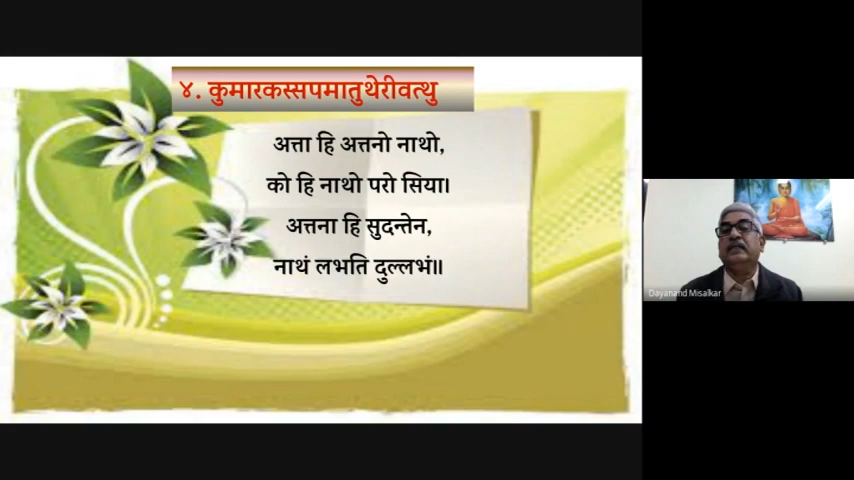 ४. कुमारकस्सपमातुथेरीवत्थु
अत्ता हि अत्तनो नाथो,
को हि नाथो परो सिया।
अत्तना हि सुदन्तेन,
नाथं लभति दुल्लभं॥
Dayanand Misalkar